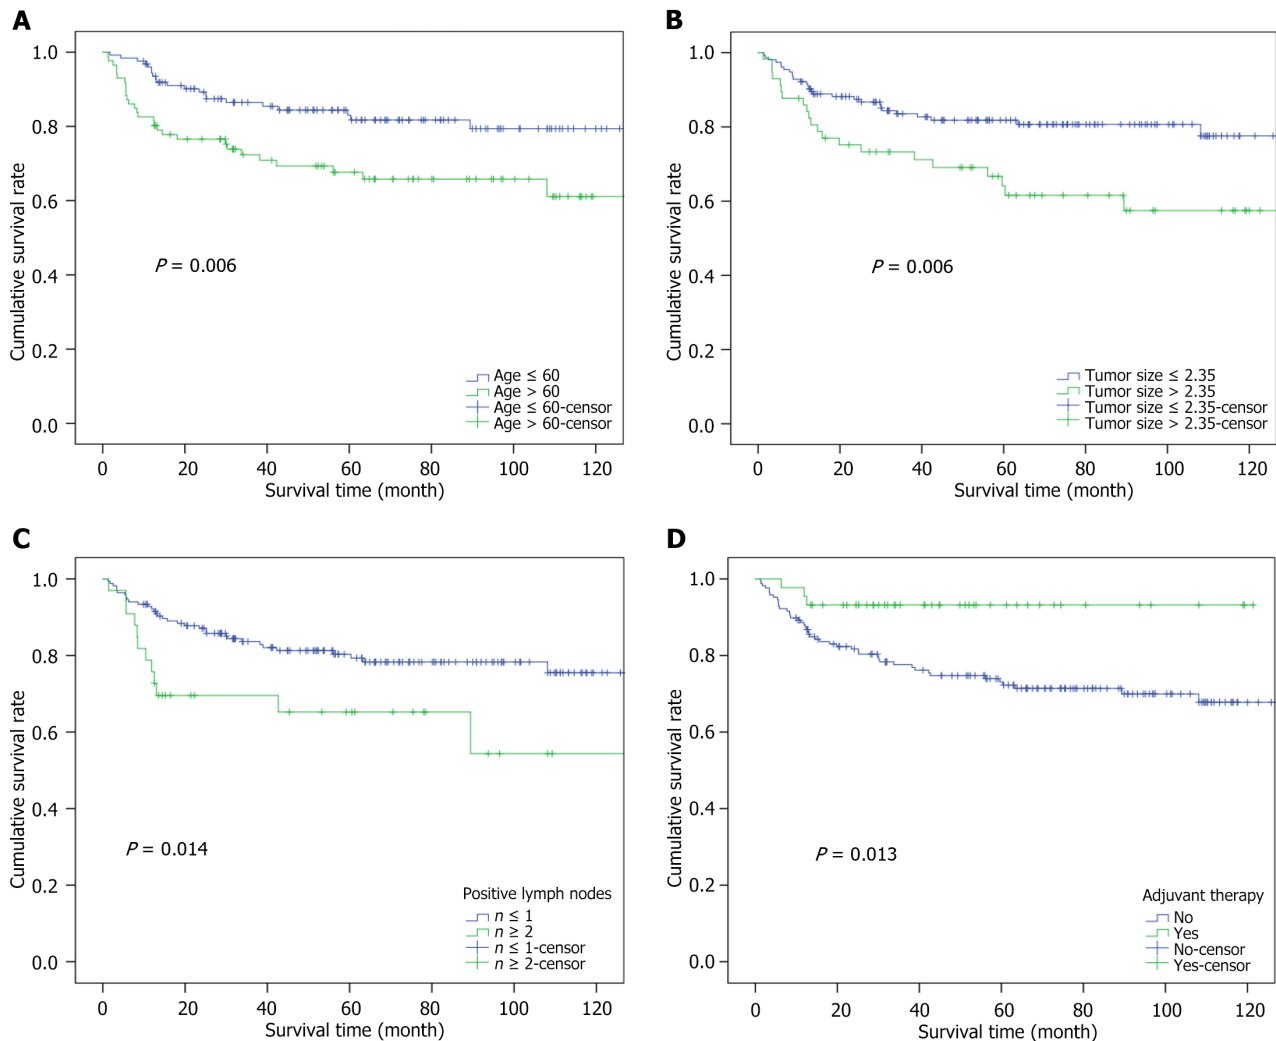 A
Cumulative survival rate
1.0
0.8
0.6
0.4
0.2
0.0
P = 0.006
Age ≤ 60
Age > 60
Age ≤ 60-censor
Age > 60-censor
0 20 40 60 80 100 120
Survival time (month)
B
Cumulative survival rate
1.0
0.8
0.6
0.4
0.2
0.0
P = 0.006
Tumor size ≤ 2.35
Tumor size > 2.35
Tumor size ≤ 2.35-censor
Tumor size > 2.35-censor
0 20 40 60 80 100 120
Survival time (month)
C
Cumulative survival rate
1.0
0.8
0.6
0.4
0.2
0.0
P = 0.014
Positive lymph nodes
n ≤ 1
n ≥ 2
n ≤ 1-censor
n ≥ 2-censor
0 20 40 60 80 100 120
Survival time (month)
D
Cumulative survival rate
1.0
0.8
0.6
0.4
0.2
0.0
P = 0.013
Adjuvant therapy
No
Yes
No-censor
Yes-censor
0 20 40 60 80 100 120
Survival time (month)